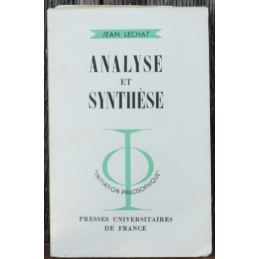 JEAN LECHAT
ANALYSE
ET
SYNTHÈSE
"INITIATION PHILOSOPHIQUE"
PRESSES UNIVERSITAIRES
DE FRANCE